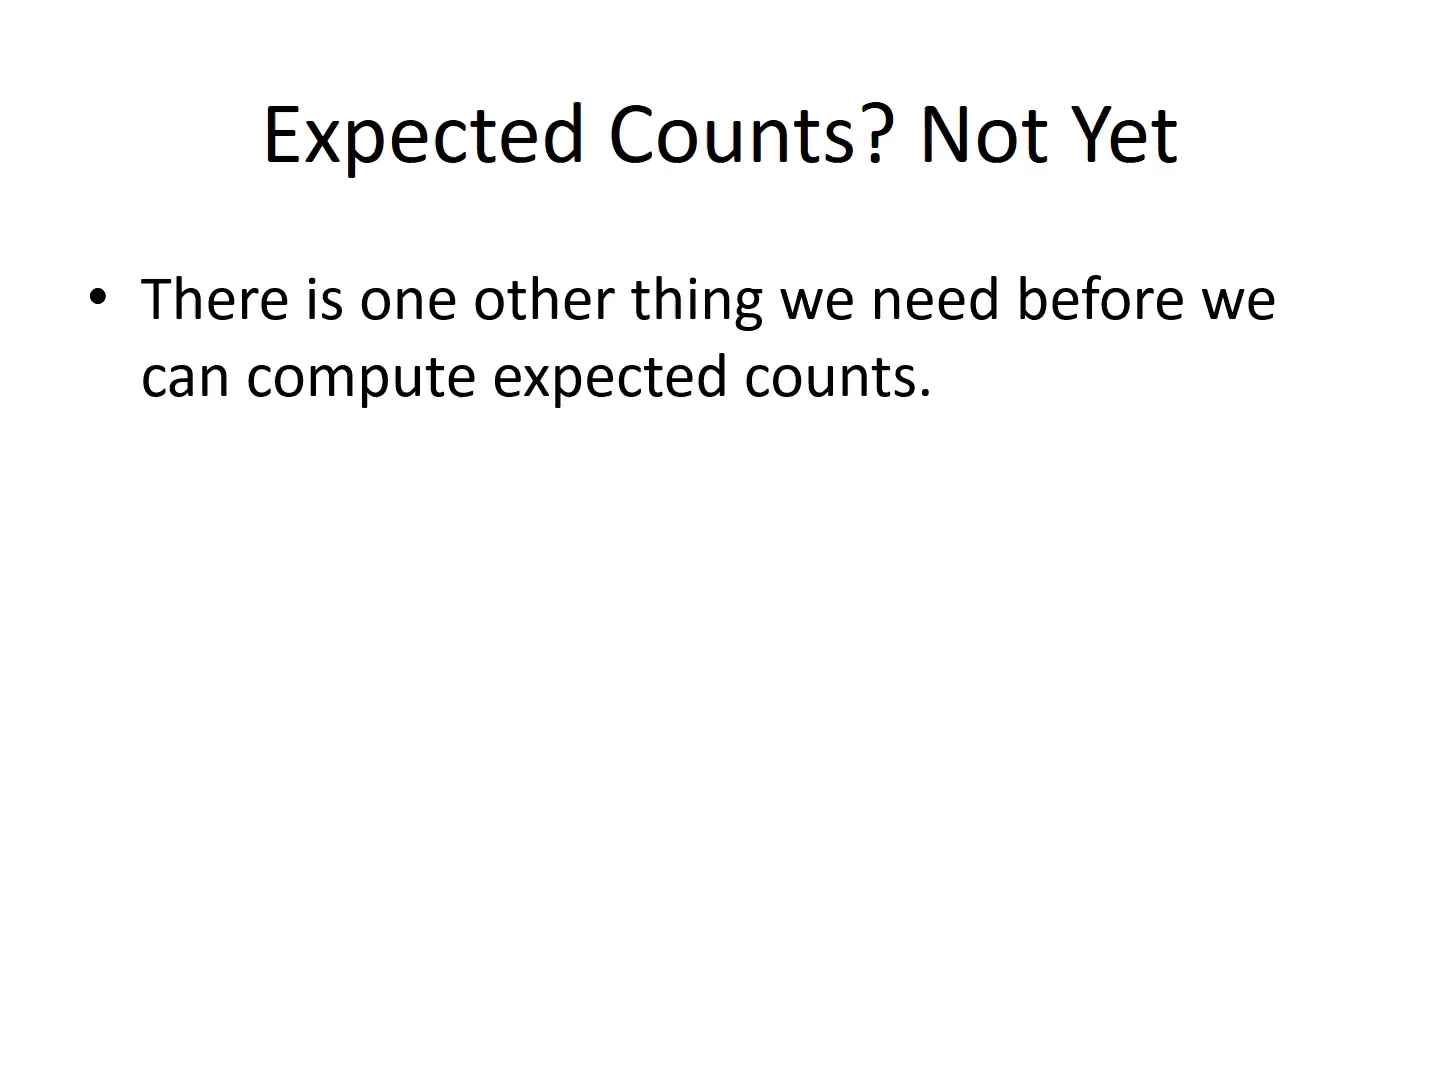 Expected Counts? Not Yet
• There is one other thing we need before we
can compute expected counts.